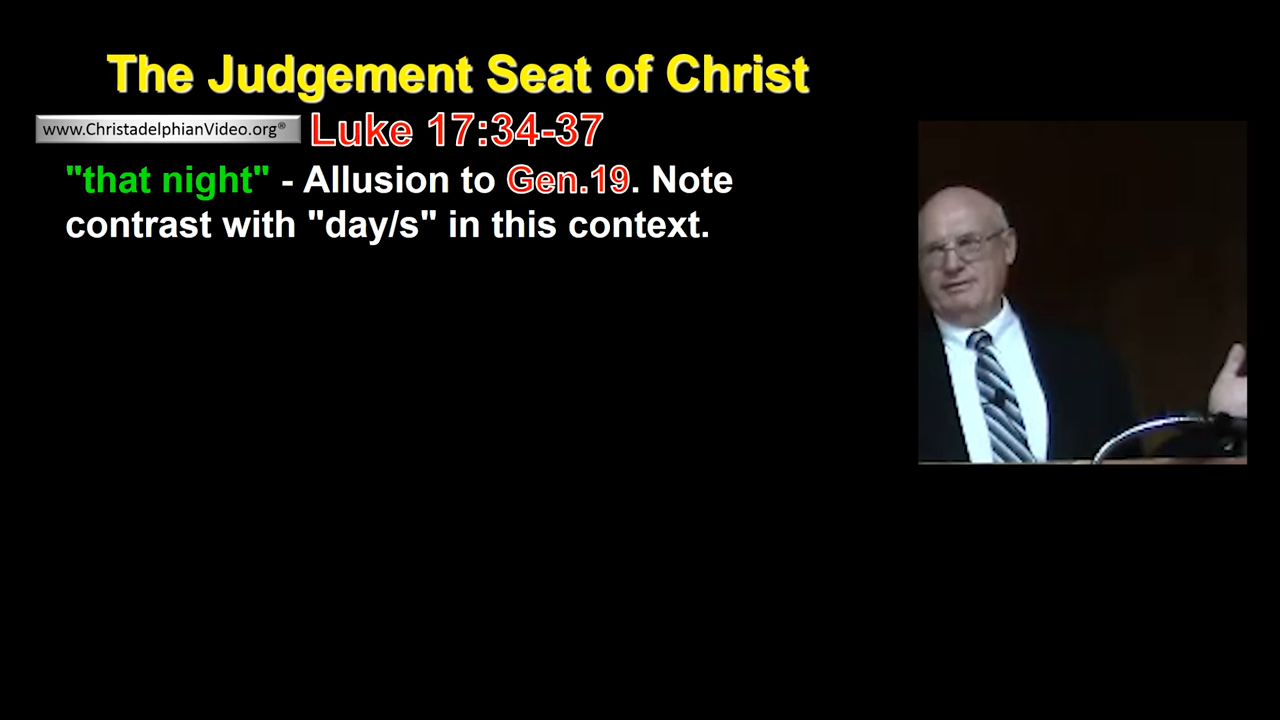 The Judgement Seat of Christ
www.ChristadelphianVideo.org® Luke 17:34-37
"that night" - Allusion to Gen.19. Note
contrast with "day/s" in this context.